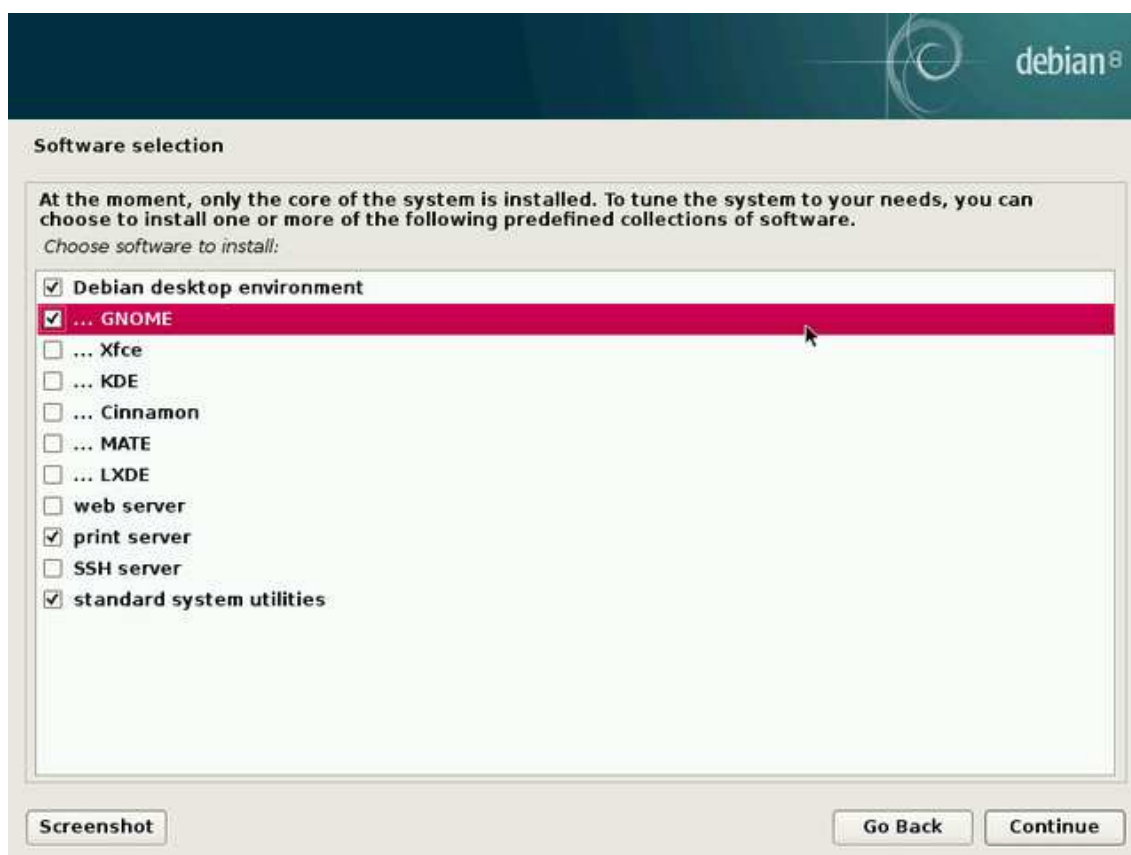 debian 8
Software selection
At the moment, only the core of the system is installed. To tune the system to your needs, you can
choose to install one or more of the following predefined collections of software.
Choose software to install:
Debian desktop environment
... GNOME
... Xfce
... KDE
... Cinnamon
... MATE
... LXDE
web server
print server
SSH server
standard system utilities
Screenshot
Go Back
Continue